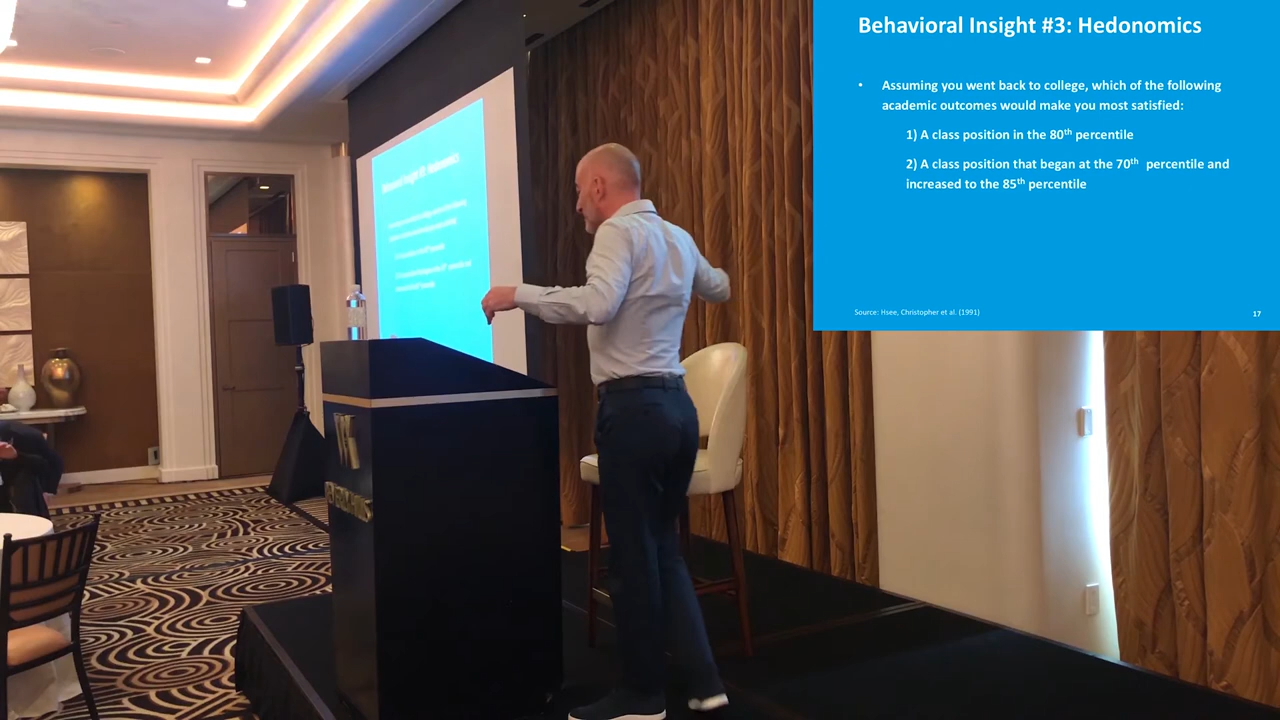 Behavioral Insight #3: Hedonomics
• Assuming you went back to college, which of the following
academic outcomes would make you most satisfied:
1) A class position in the 80th percentile
2) A class position that began at the 70th percentile and
increased to the 85th percentile
Source: Hsee, Christopher et al. (1991)
17